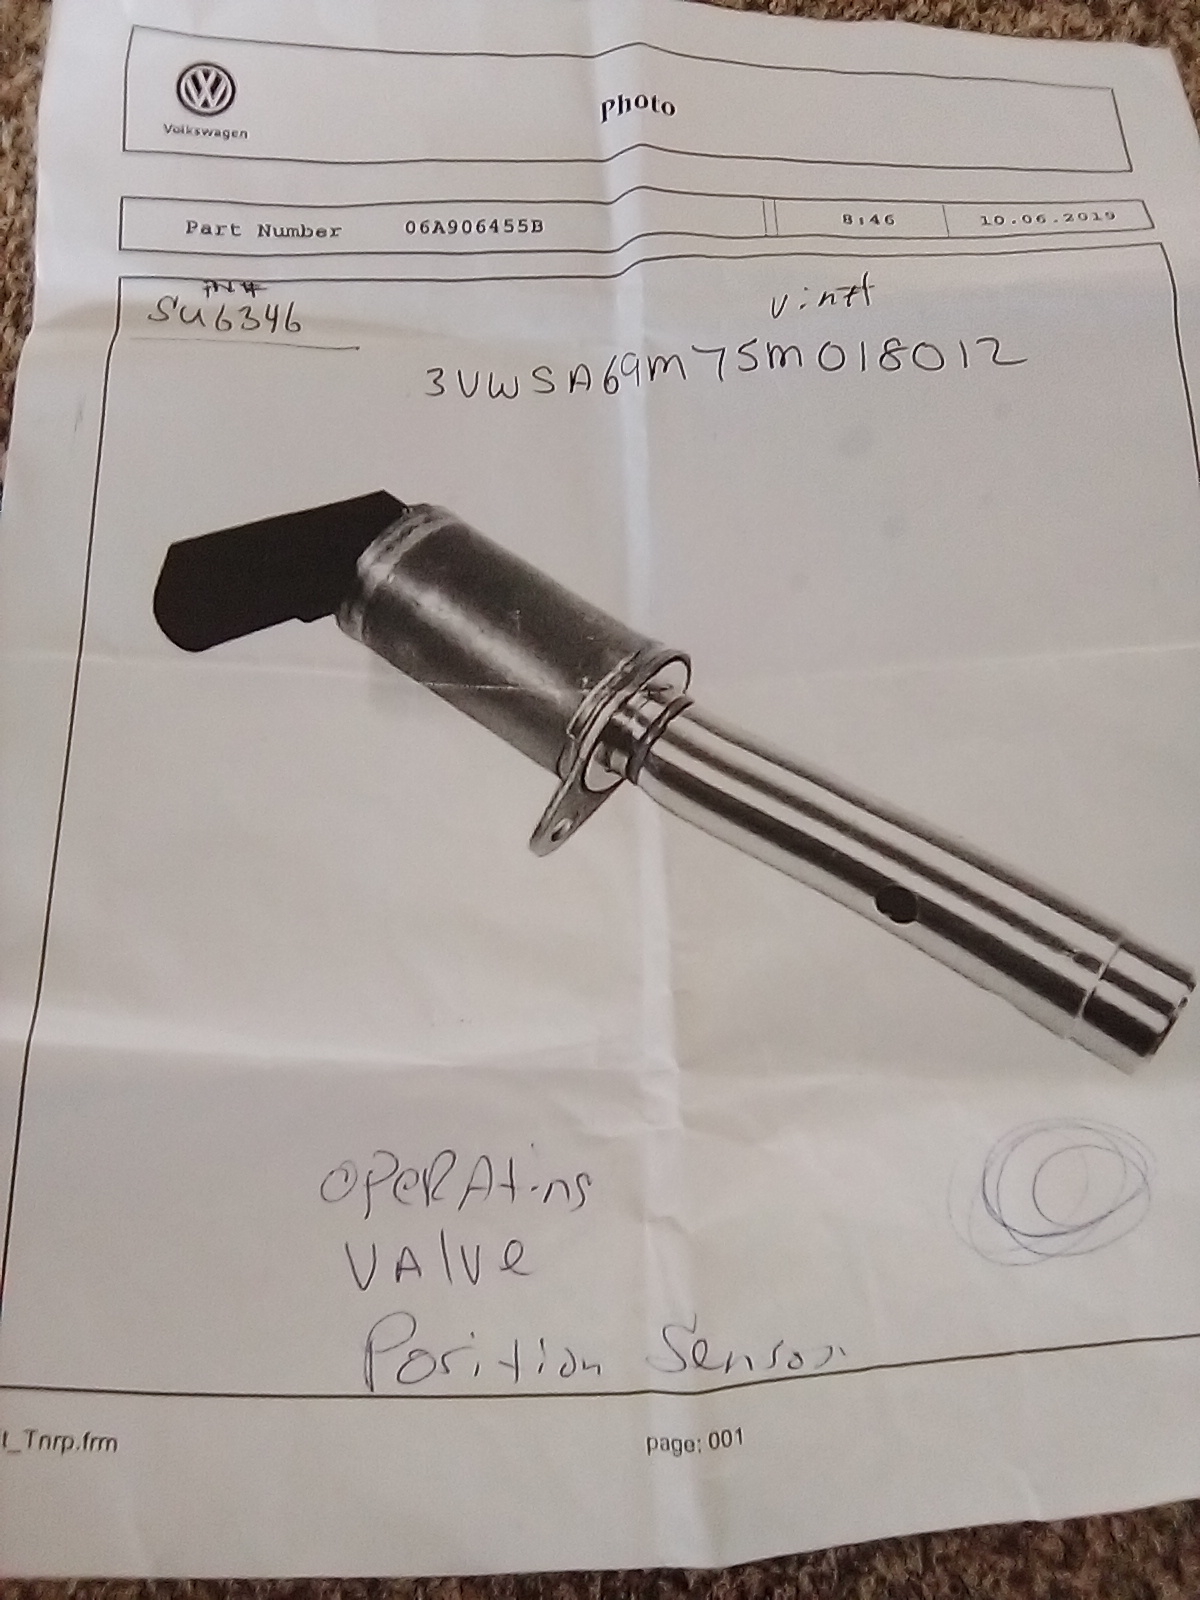 Volkswagen
Photo
Part Number 06A906455B 8:46 10.06.2019
SU6346
vin#
3VWSA69M75M018012
OPERAting
VAlve
Position Sensor
t_Tnrp.frm page: 001